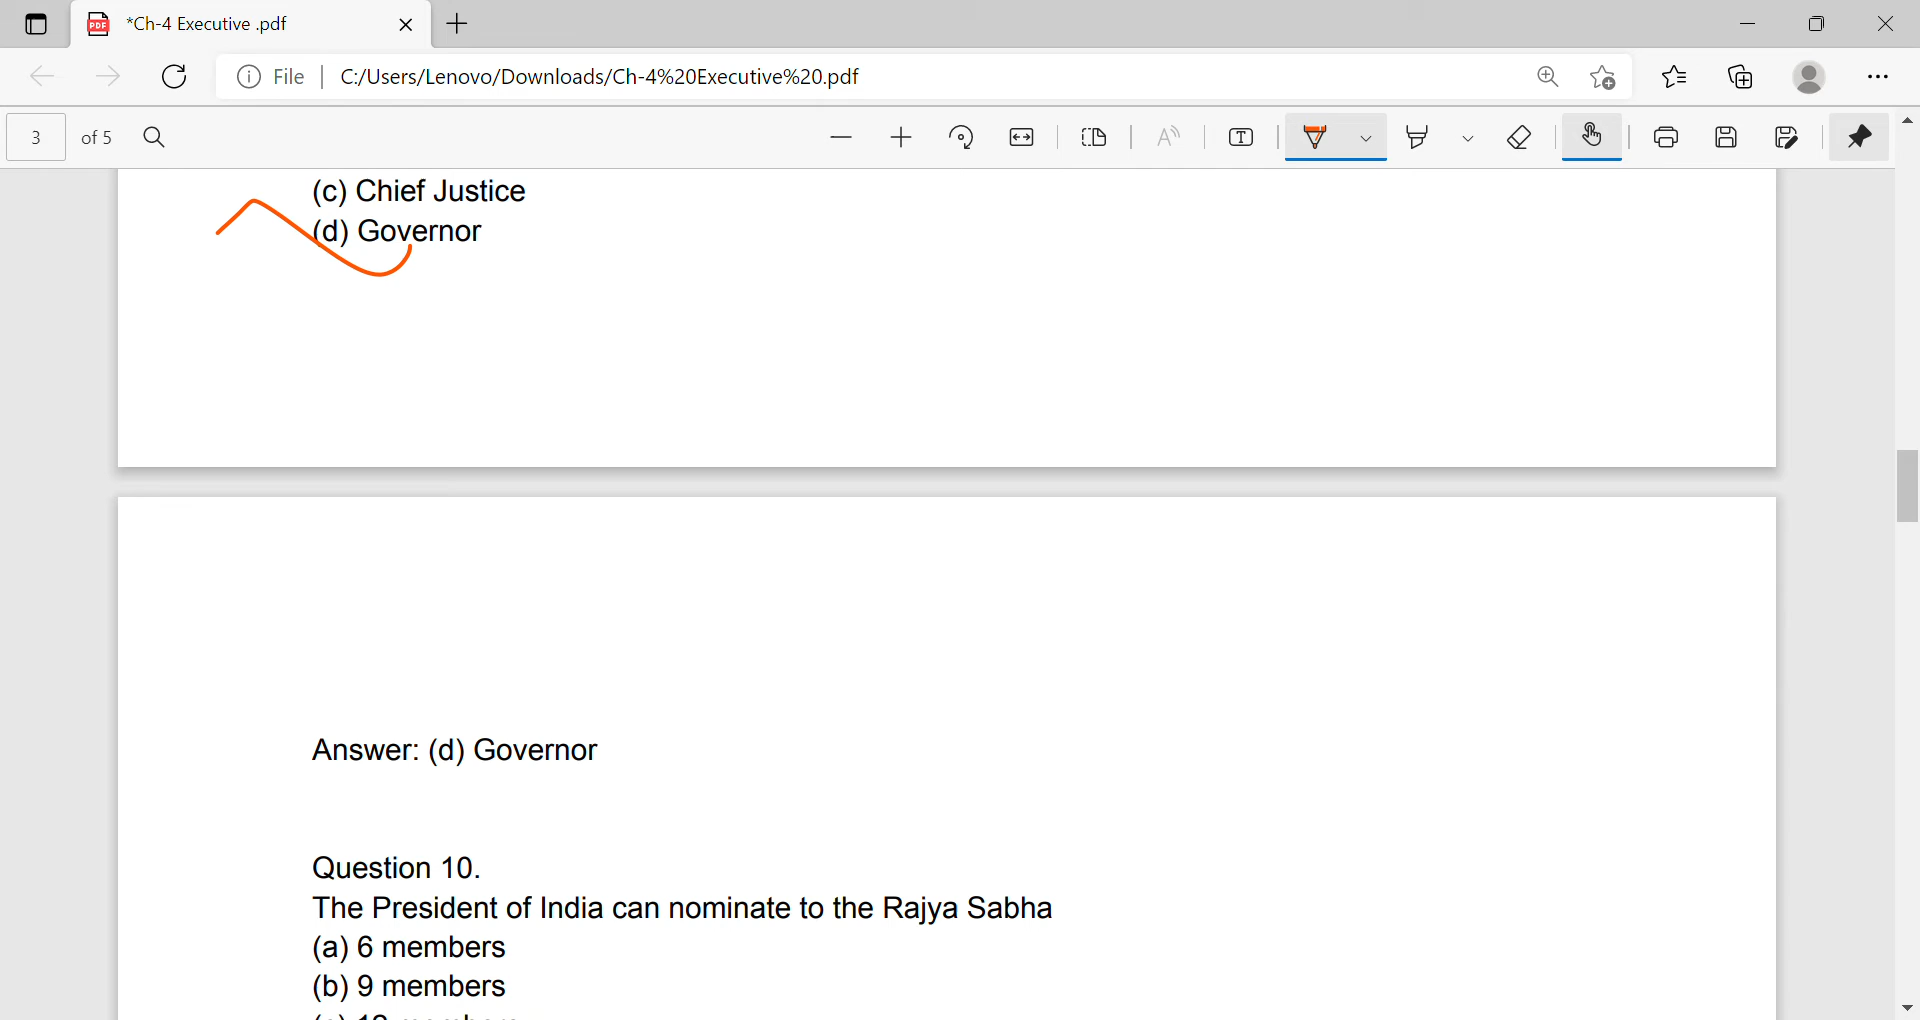 *Ch-4 Executive .pdf
File
C:/Users/Lenovo/Downloads/Ch-4%20Executive%20.pdf
3 of 5
(c) Chief Justice
(d) Governor
Answer: (d) Governor
Question 10.
The President of India can nominate to the Rajya Sabha
(a) 6 members
(b) 9 members